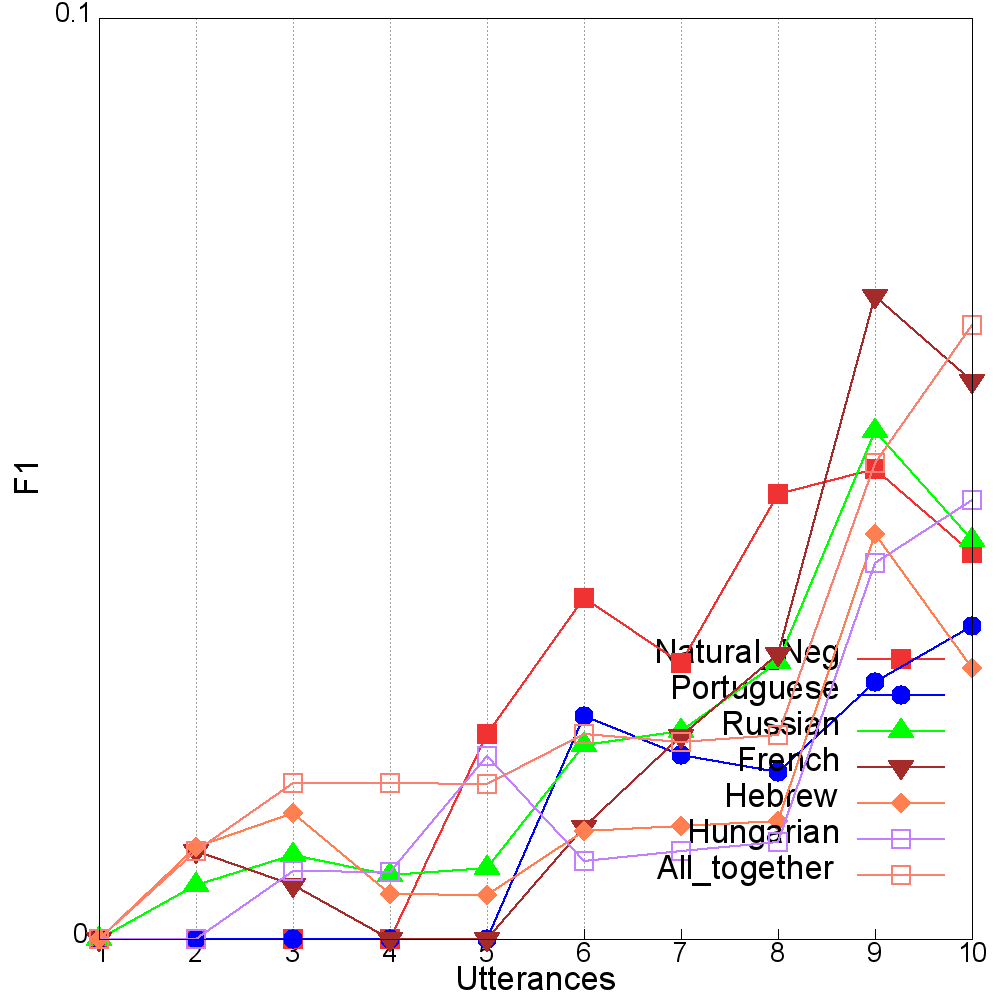 0.1
F1
Natural_Neg
Portuguese
Russian
French
Hebrew
Hungarian
All_together
0
1 2 3 4 5 6 7 8 9 10
Utterances